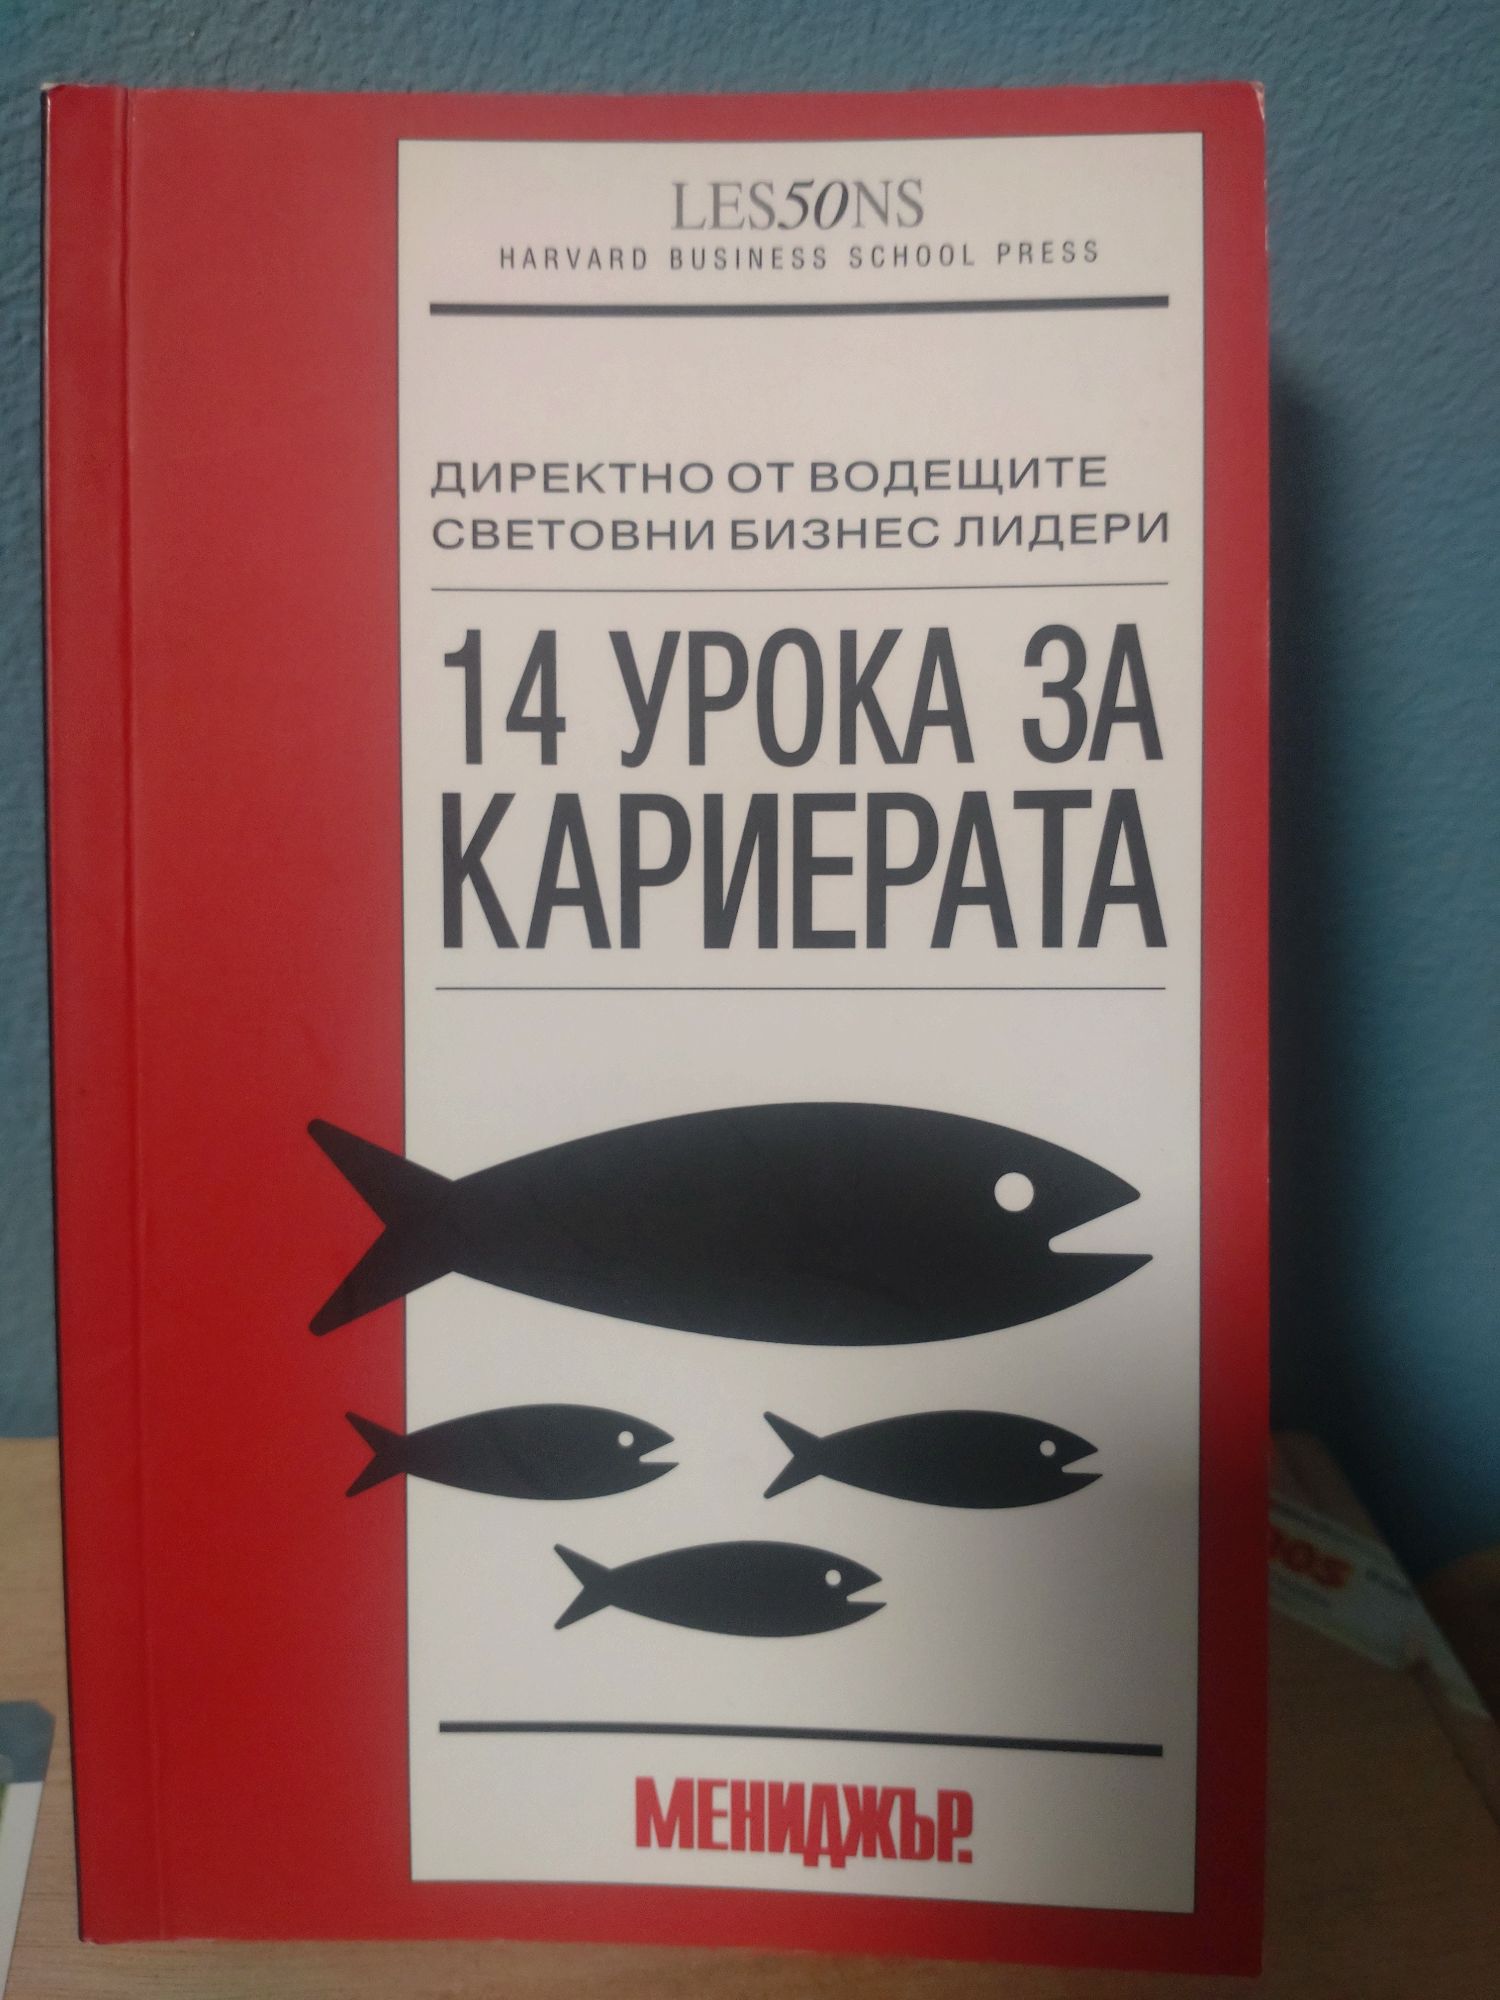 LES50NS
HARVARD BUSINESS SCHOOL PRESS
ДИРЕКТНО ОТ ВОДЕЩИТЕ
СВЕТОВНИ БИЗНЕС ЛИДЕРИ
14 УРОКА ЗА
КАРИЕРАТА
МЕНИДЖЪР.